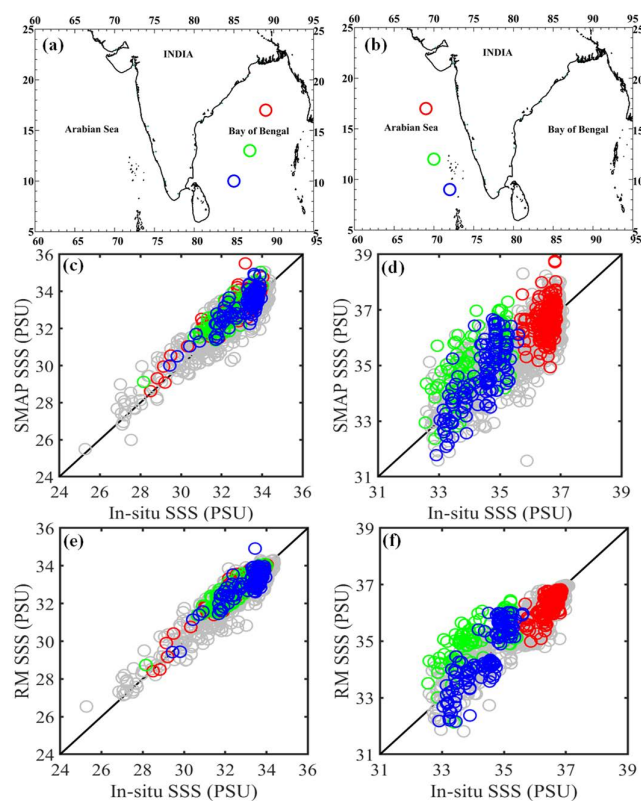 60 65 70 75 80 85 90 95
60 65 70 75 80 85 90 95
25
(a)
INDIA
20
15
Arabian Sea
Bay of Bengal
10
5
60 65 70 75 80 85 90 95
25
(b)
INDIA
20
15
Arabian Sea
Bay of Bengal
10
5
60 65 70 75 80 85 90 95
36
(c)
34
32
30
28
26
24
SMAP SSS (PSU)
24 26 28 30 32 34 36
In-situ SSS (PSU)
39
(d)
37
35
33
31
SMAP SSS (PSU)
31 33 35 37 39
In-situ SSS (PSU)
36
(e)
34
32
30
28
26
24
RM SSS (PSU)
24 26 28 30 32 34 36
In-situ SSS (PSU)
39
(f)
37
35
33
31
RM SSS (PSU)
31 33 35 37 39
In-situ SSS (PSU)